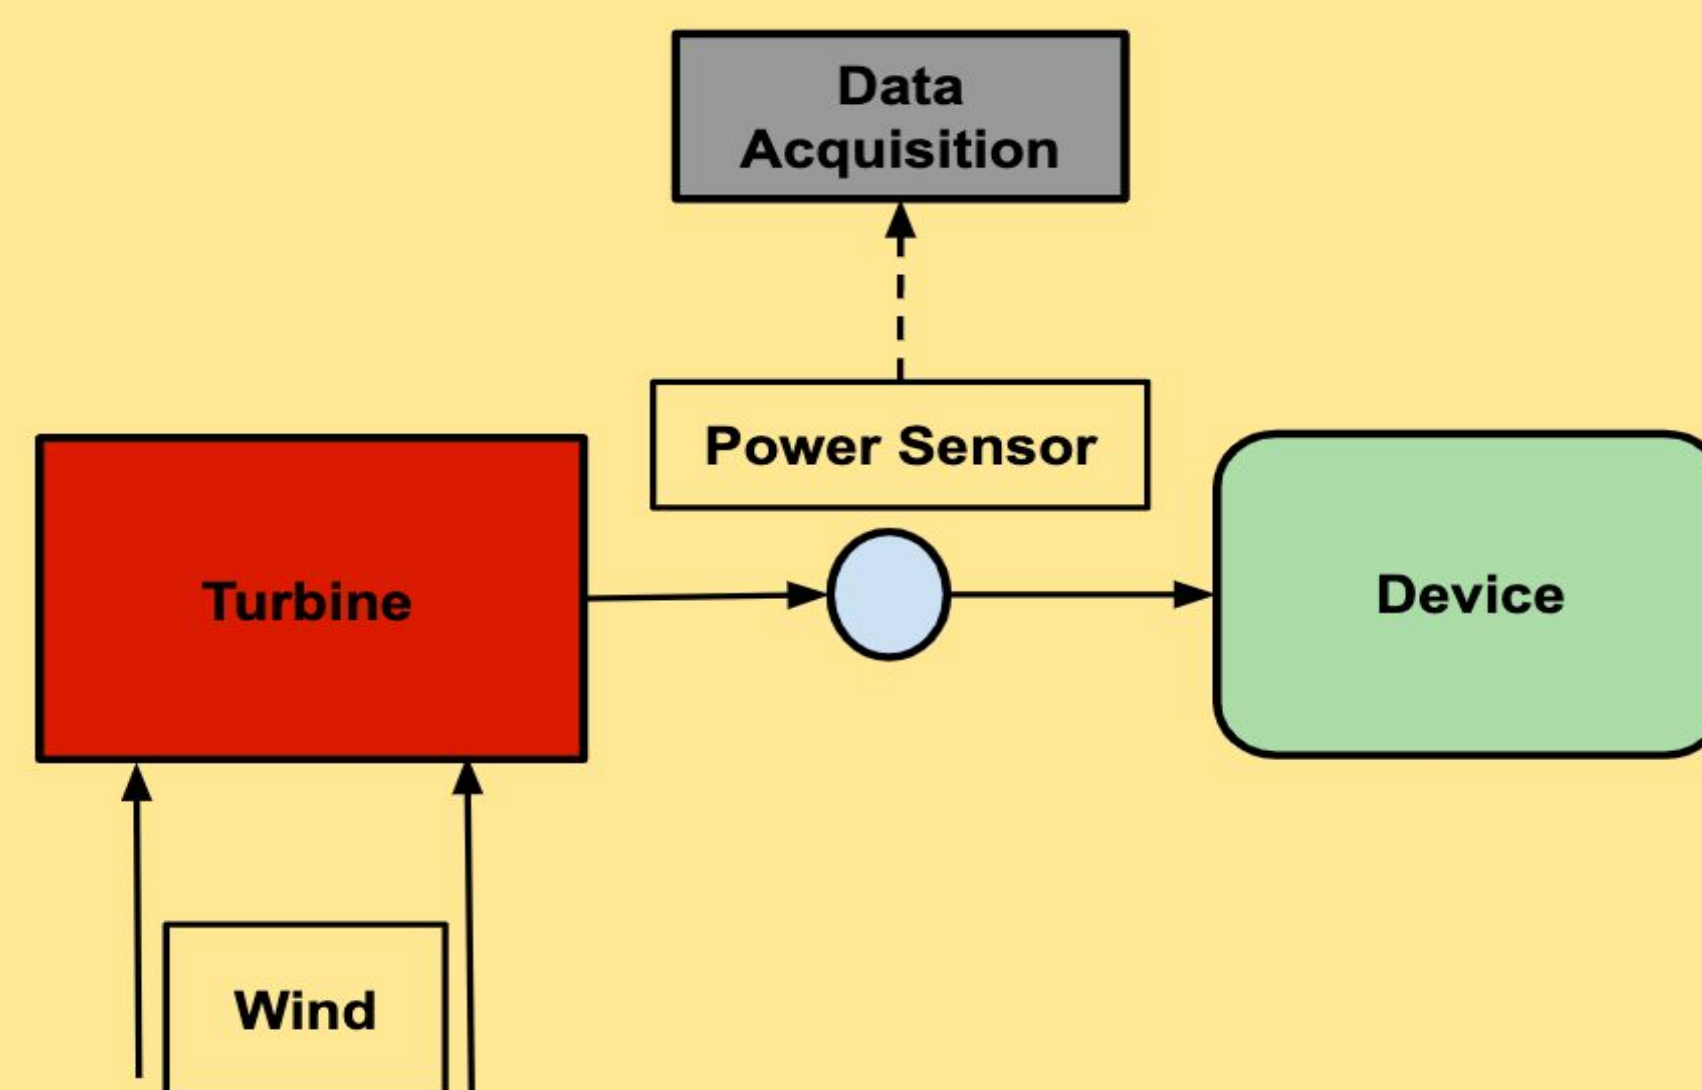 Data
Acquisition
Power Sensor
Turbine
Device
Wind